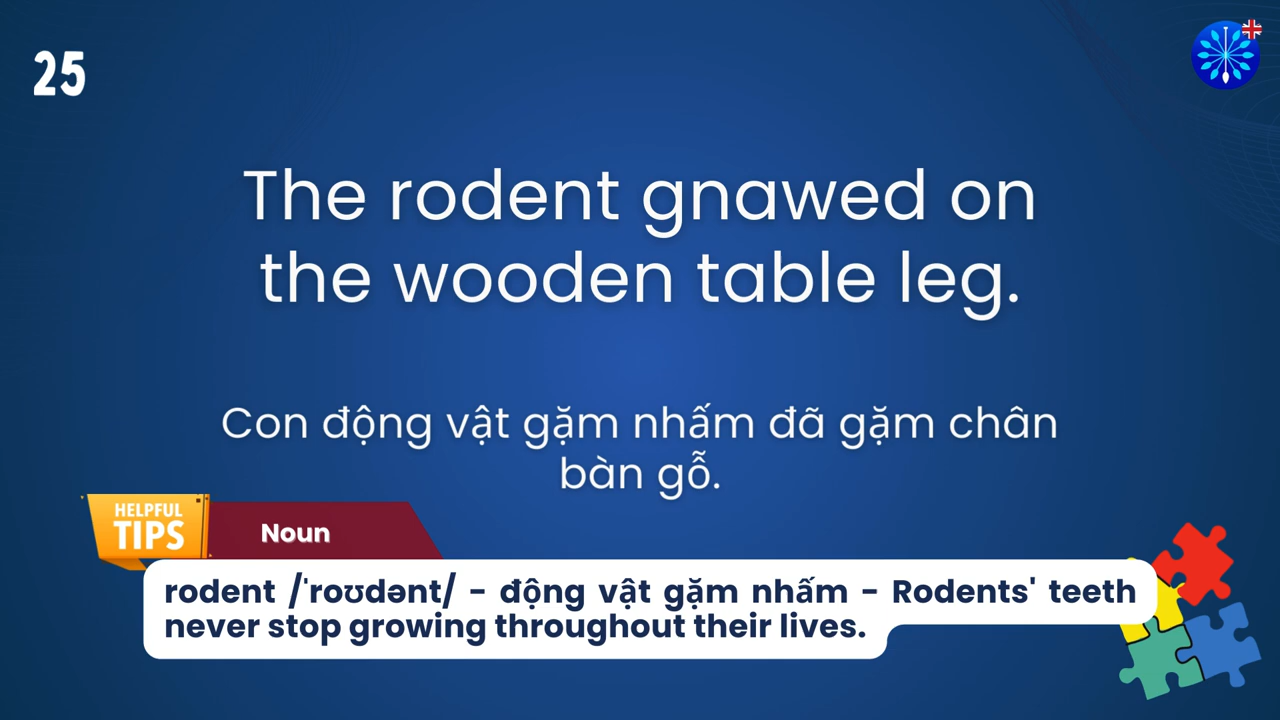 25
The rodent gnawed on
the wooden table leg.
Con động vật gặm nhấm đã gặm chân
bàn gỗ.
HELPFUL
TIPS
Noun
rodent /ˈroʊdənt/ - động vật gặm nhấm - Rodents' teeth
never stop growing throughout their lives.